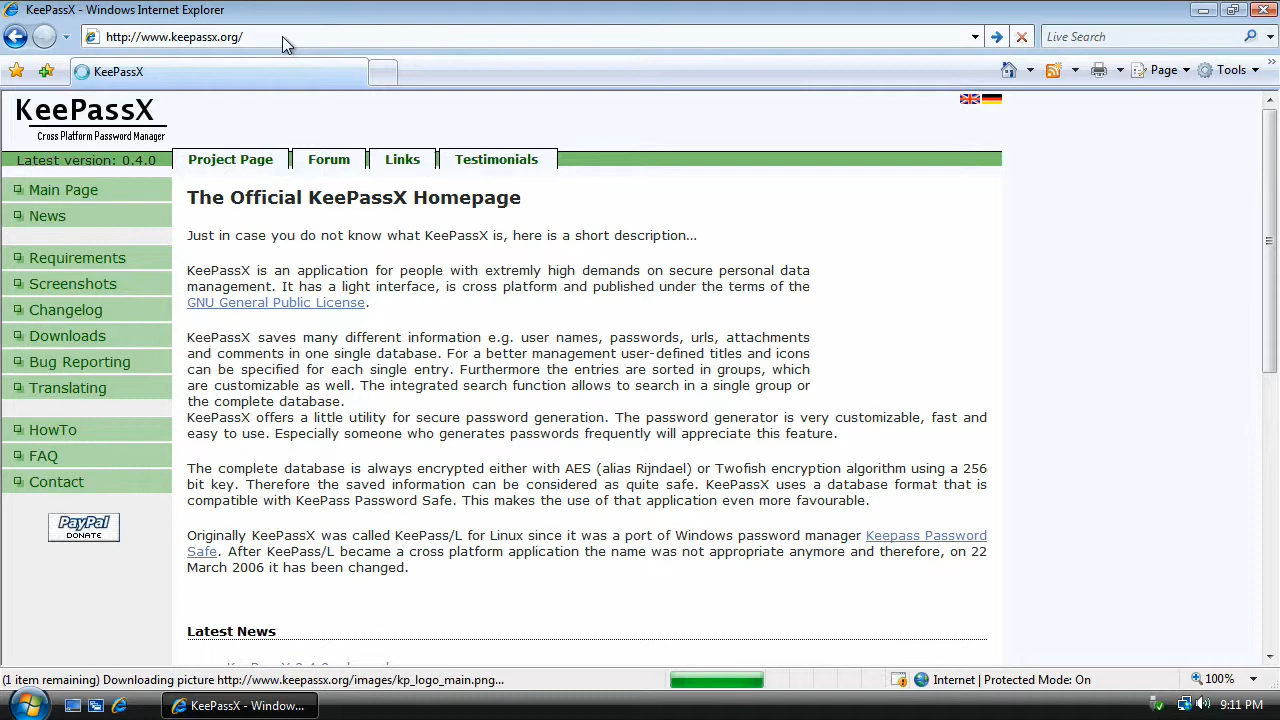 KeePassX - Windows Internet Explorer
http://www.keepassx.org/
Live Search
KeePassX
Page
Tools
KeePassX
Cross Platform Password Manager
Latest version: 0.4.0
Project Page
Forum
Links
Testimonials
Main Page
News
Requirements
Screenshots
Changelog
Downloads
Bug Reporting
Translating
HowTo
FAQ
Contact
PayPal
DONATE
The Official KeePassX Homepage
Just in case you do not know what KeePassX is, here is a short description...
KeePassX is an application for people with extremly high demands on secure personal data
management. It has a light interface, is cross platform and published under the terms of the
GNU General Public License.
KeePassX saves many different information e.g. user names, passwords, urls, attachments
and comments in one single database. For a better management user-defined titles and icons
can be specified for each single entry. Furthermore the entries are sorted in groups, which
are customizable as well. The integrated search function allows to search in a single group or
the complete database.
KeePassX offers a little utility for secure password generation. The password generator is very customizable, fast and
easy to use. Especially someone who generates passwords frequently will appreciate this feature.
The complete database is always encrypted either with AES (alias Rijndael) or Twofish encryption algorithm using a 256
bit key. Therefore the saved information can be considered as quite safe. KeePassX uses a database format that is
compatible with KeePass Password Safe. This makes the use of that application even more favourable.
Originally KeePassX was called KeePass/L for Linux since it was a port of Windows password manager Keepass Password
Safe. After KeePass/L became a cross platform application the name was not appropriate anymore and therefore, on 22
March 2006 it has been changed.
Latest News
(1 item remaining) Downloading picture http://www.keepassx.org/images/kp_logo_main.png...
Internet | Protected Mode: On
100%
KeePassX - Window...
9:11 PM